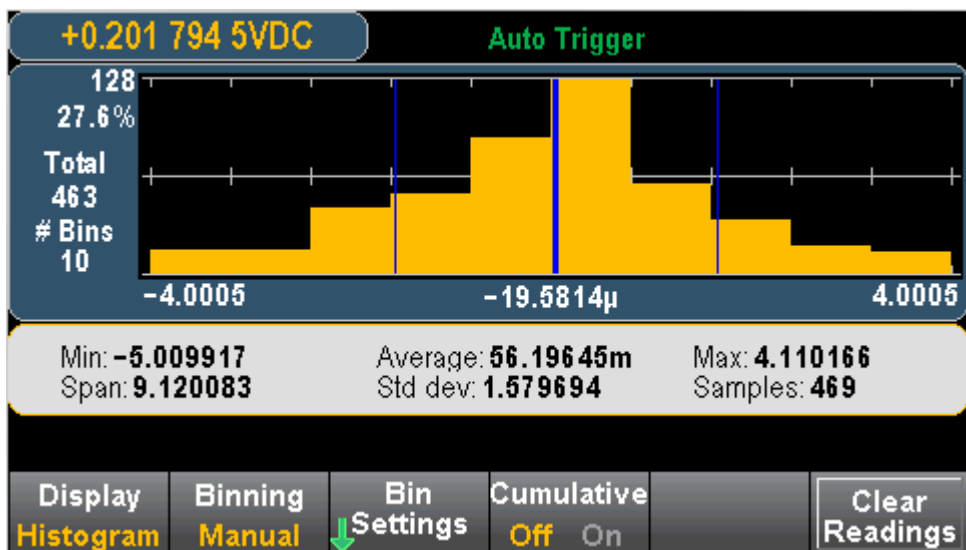 +0.201 794 5VDC
Auto Trigger
128
27.6%
Total
463
# Bins
10
−4.0005
−19.5814µ
4.0005
Min: −5.009917
Average: 56.19645m
Max: 4.110166
Span: 9.120083
Std dev: 1.579694
Samples: 469
Display
Histogram
Binning
Manual
Bin
Settings
Cumulative
Off On
Clear
Readings